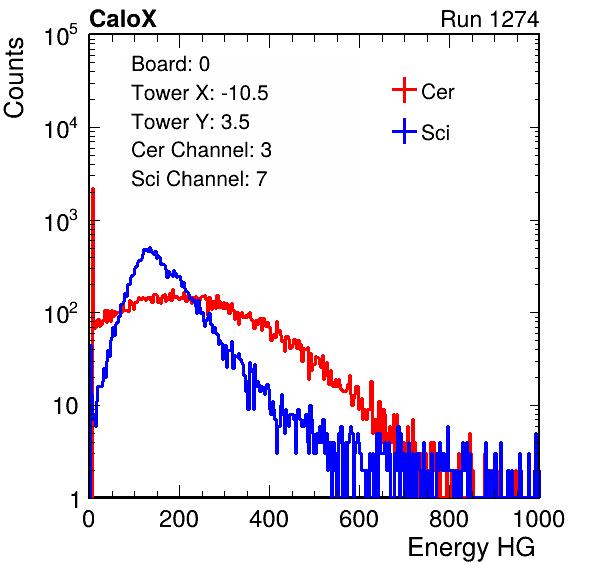 CaloX Run 1274
Board: 0
Tower X: -10.5
Tower Y: 3.5
Cer Channel: 3
Sci Channel: 7
Cer
Sci
Counts
10^5
10^4
10^3
10^2
10
1
0 200 400 600 800 1000
Energy HG